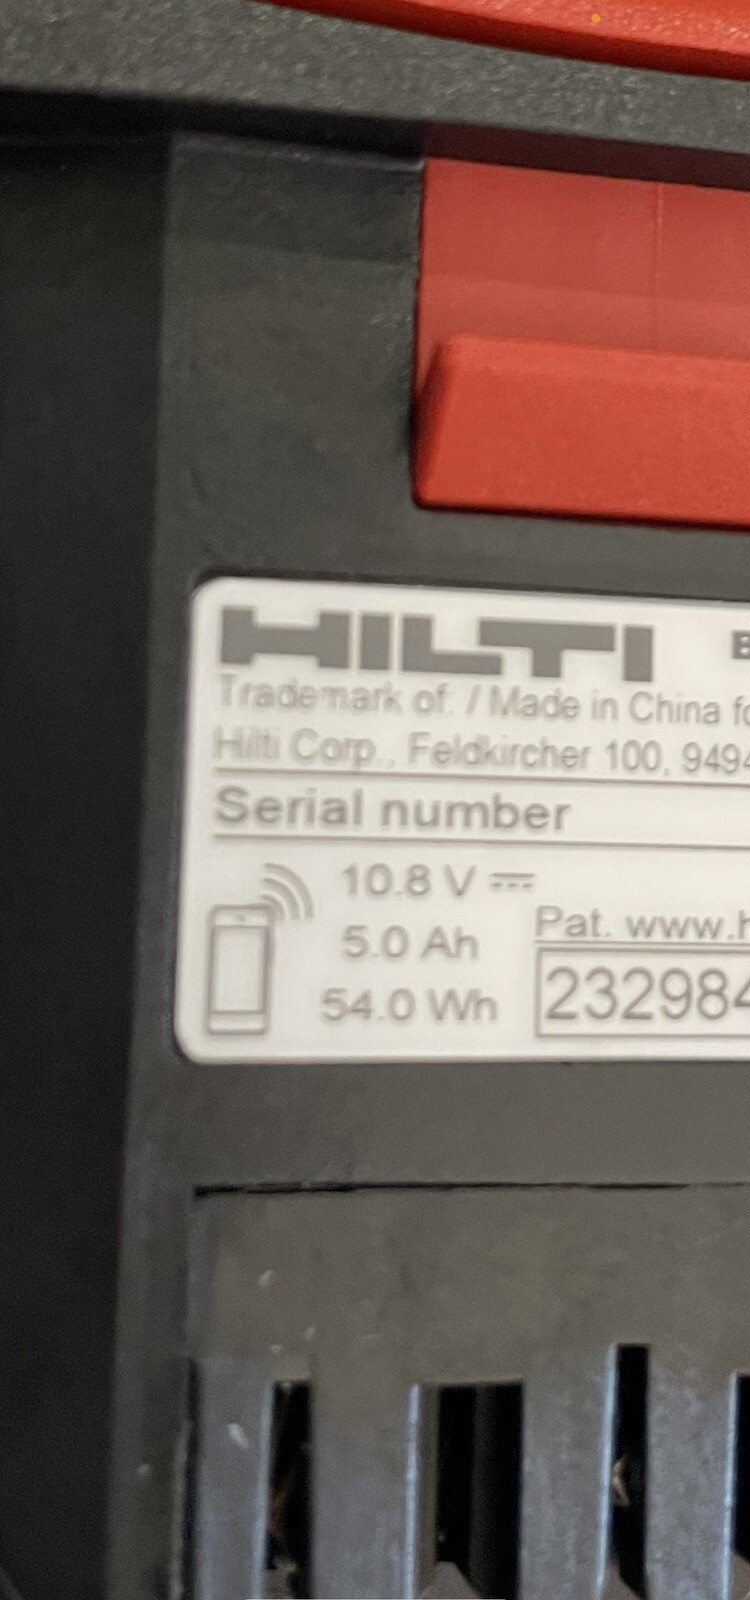 HILTI
Trademark of / Made in China
Hilti Corp., Feldkircher 100, 9494
Serial number
10.8 V
5.0 Ah
Pat. www.
54.0 Wh
232984